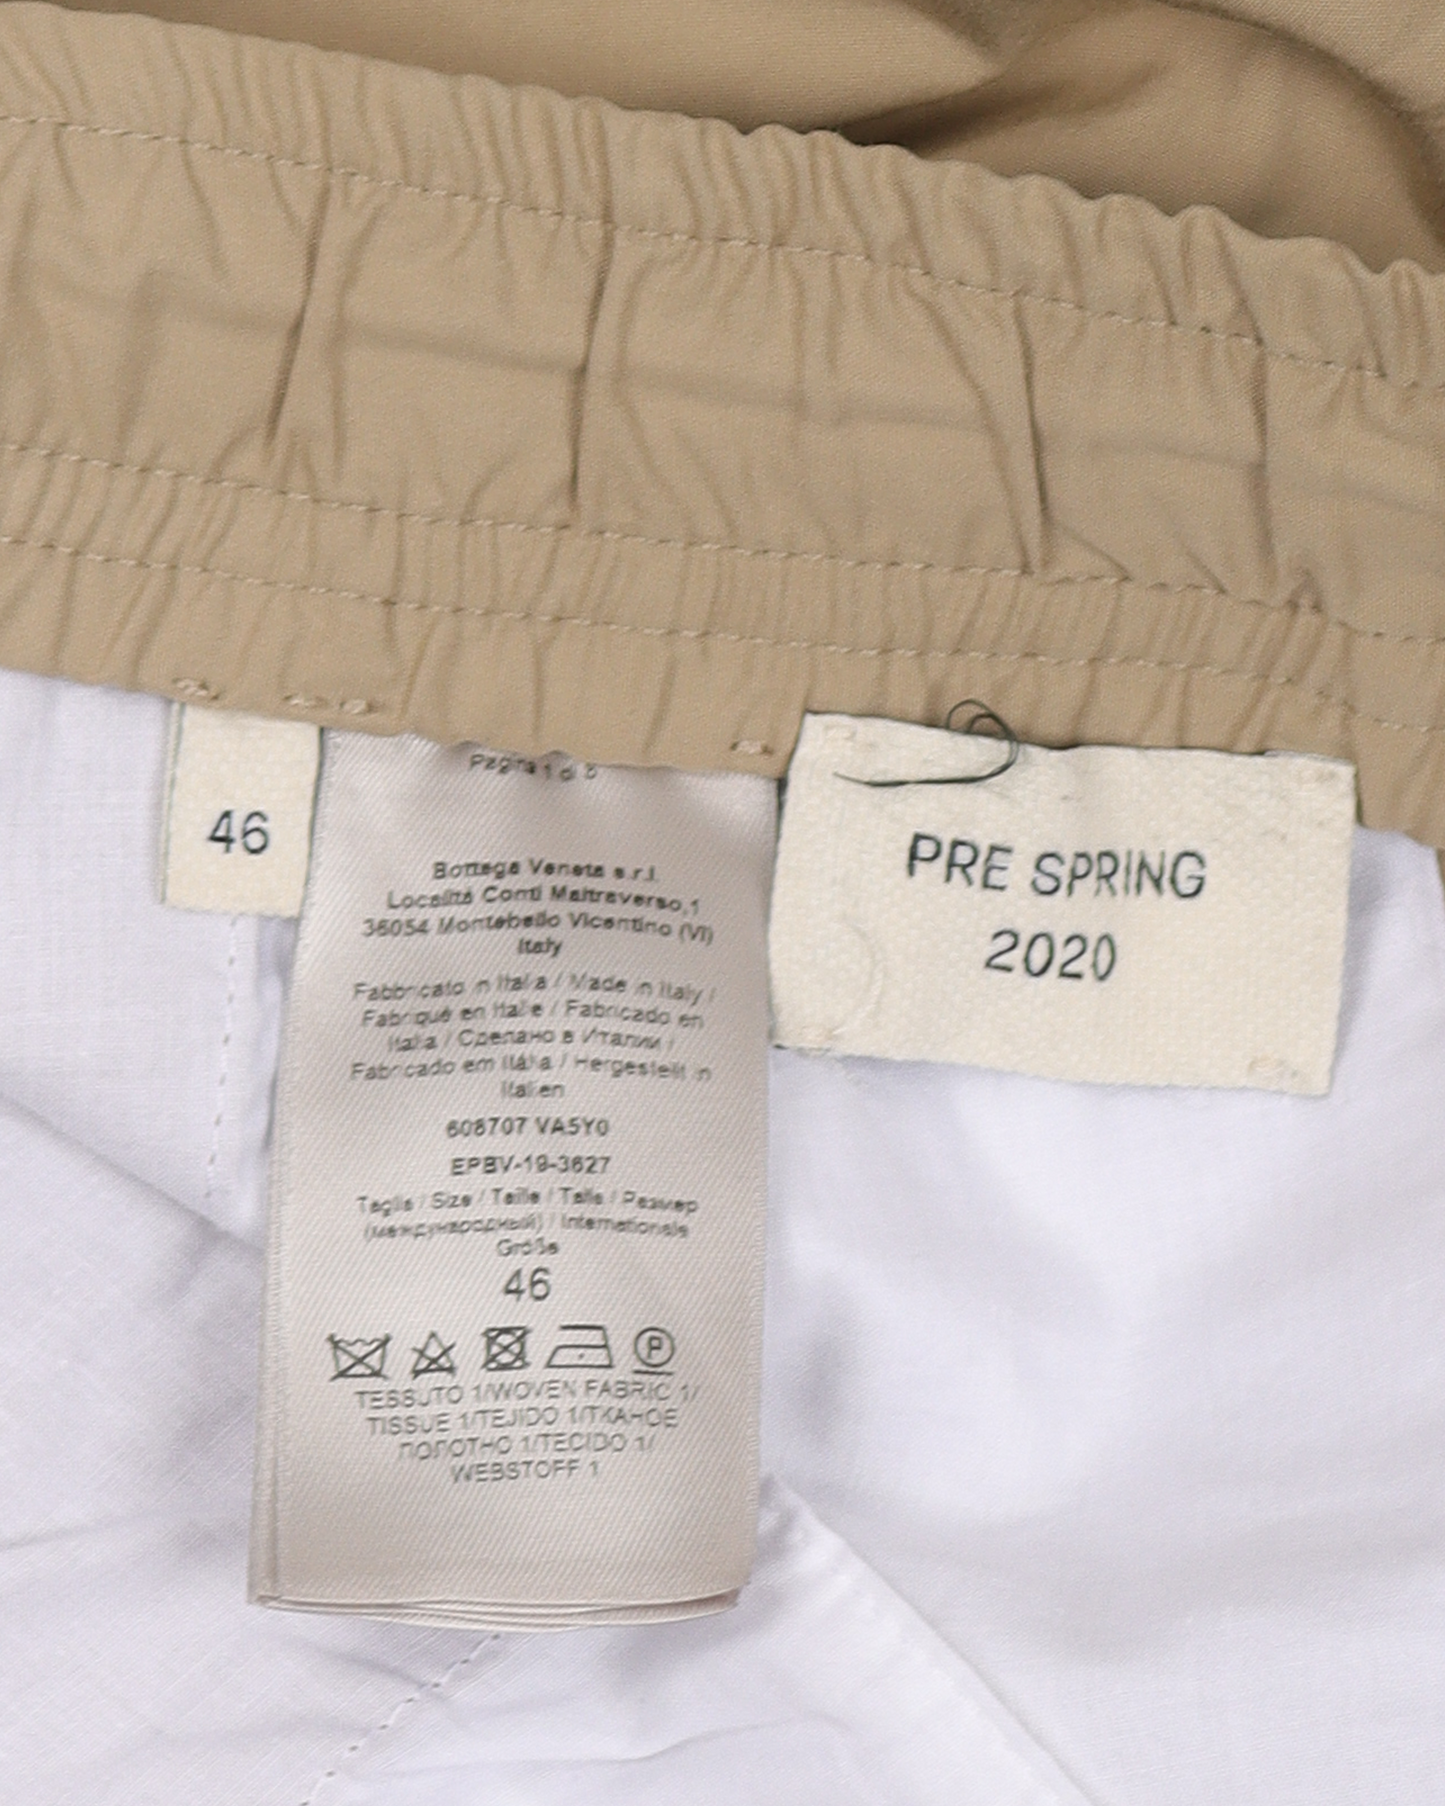 46
Pagina 1 di 8
Bottega Veneta s.r.l.
Località Conti Maltraverso,1
36054 Montebello Vicentino (VI)
Italy
Fabbricato in Italia / Made in Italy /
Fabriqué en Italie / Fabricado en
Italia / Сделано в Италии /
Fabricado em Itália / Hergestellt in
Italien
608707 VA5Y0
EPBV-19-3627
Taglia / Size / Taille / Talla / Размер
(международный) / Internationale
Größe
46
P
TESSUTO 1/WOVEN FABRIC 1/
TISSUE 1/TEJIDO 1/ТКАНОЕ
ПОЛОТНО 1/TECIDO 1/
WEBSTOFF 1
PRE SPRING
2020